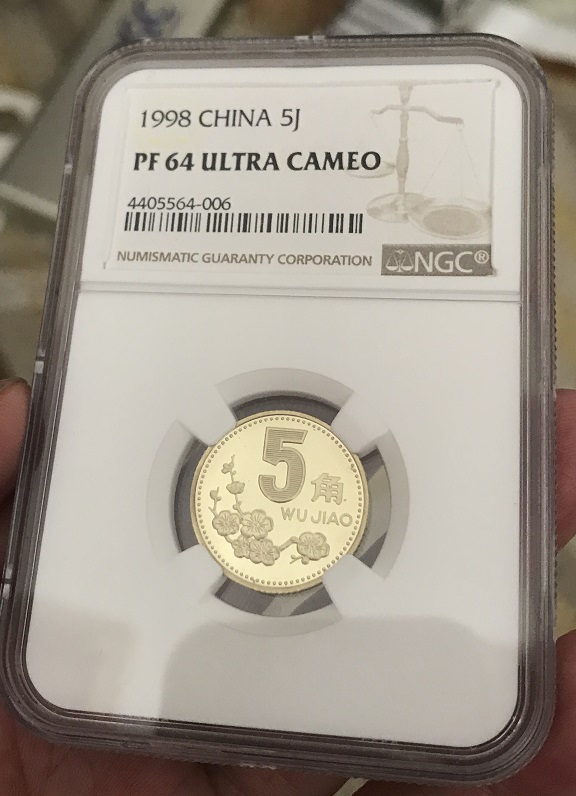 1998 CHINA 5J
PF 64 ULTRA CAMEO
4405564-006
NUMISMATIC GUARANTY CORPORATION
NGC®
5
角
WU JIAO